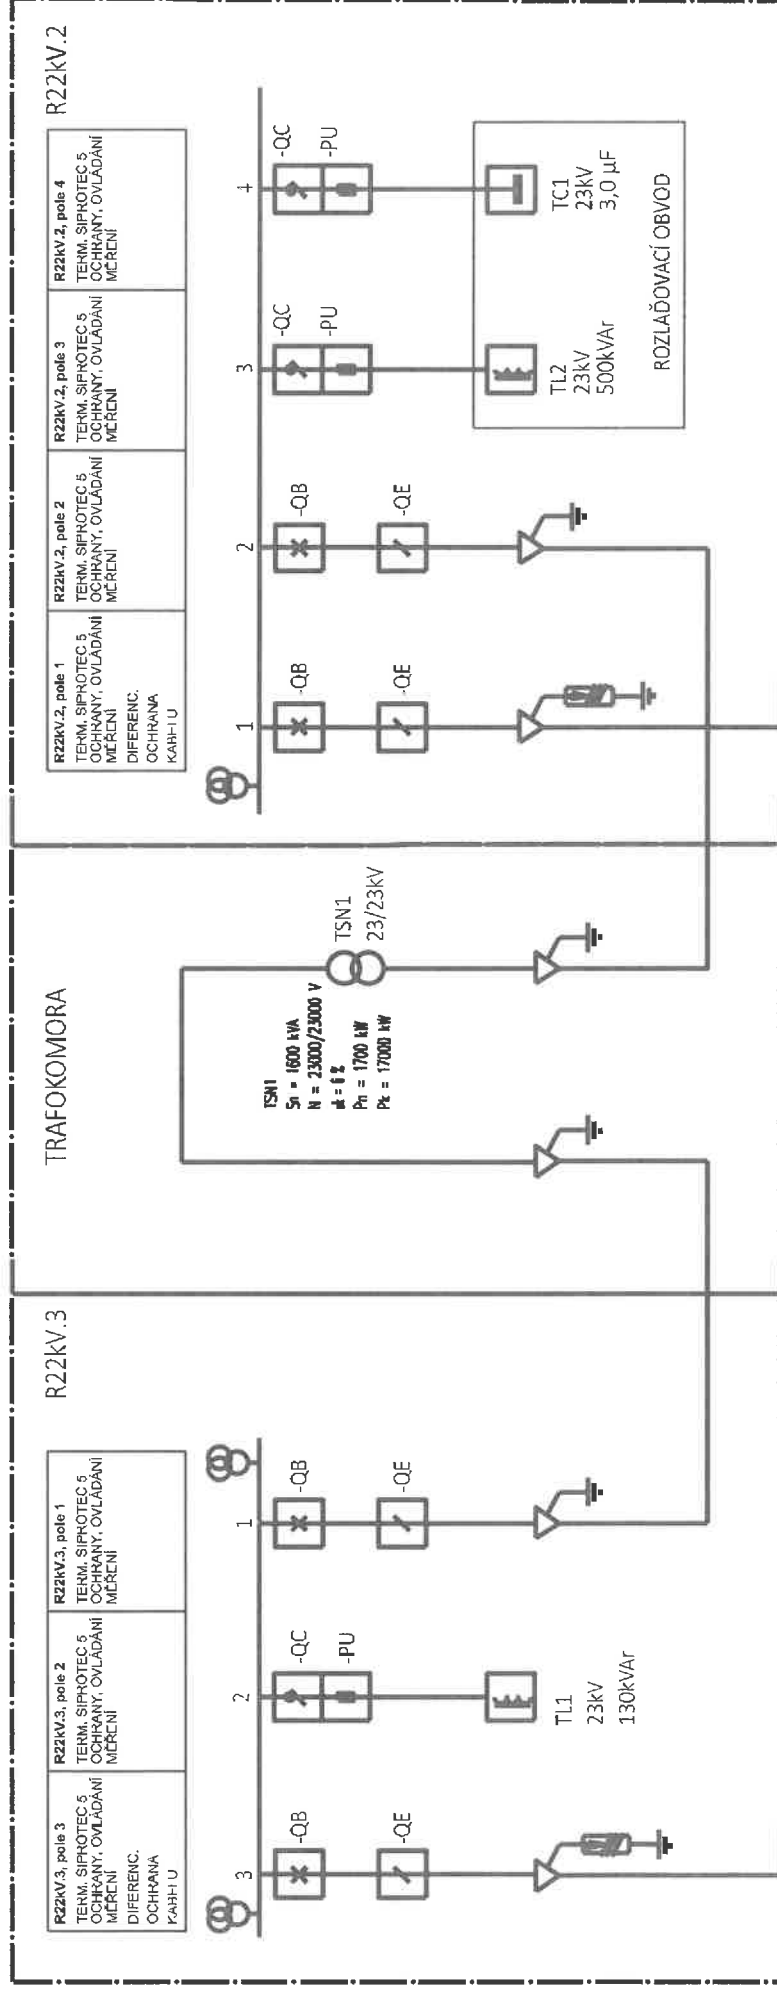 R22kV.3
R22kV.3, pole 3
TERM. SIPROTEC 5
OCHRANY, OVLÁDÁNÍ
MĚŘENÍ
DIFERENC.
OCHRANA
KABELU
R22kV.3, pole 2
TERM. SIPROTEC 5
OCHRANY, OVLÁDÁNÍ
MĚŘENÍ
R22kV.3, pole 1
TERM. SIPROTEC 5
OCHRANY, OVLÁDÁNÍ
MĚŘENÍ
3
-QB
-QE
2
-QC
-PU
TL1
23kV
130kVAr
1
-QB
-QE
TRAFOKOMORA
TSN1
Sn = 1600 kVA
N = 23000/23000 V
uk = 6 %
Pn = 1700 kW
Pk = 17000 kW
TSN1
23/23kV
R22kV.2
R22kV.2, pole 1
TERM. SIPROTEC 5
OCHRANY, OVLÁDÁNÍ
MĚŘENÍ
DIFERENC.
OCHRANA
KABELU
R22kV.2, pole 2
TERM. SIPROTEC 5
OCHRANY, OVLÁDÁNÍ
MĚŘENÍ
R22kV.2, pole 3
TERM. SIPROTEC 5
OCHRANY, OVLÁDÁNÍ
MĚŘENÍ
R22kV.2, pole 4
TERM. SIPROTEC 5
OCHRANY, OVLÁDÁNÍ
MĚŘENÍ
1
-QB
-QE
2
-QB
-QE
3
-QC
-PU
TL2
23kV
500kVAr
4
-QC
-PU
TC1
23kV
3,0 µF
ROZLAĎOVACÍ OBVOD